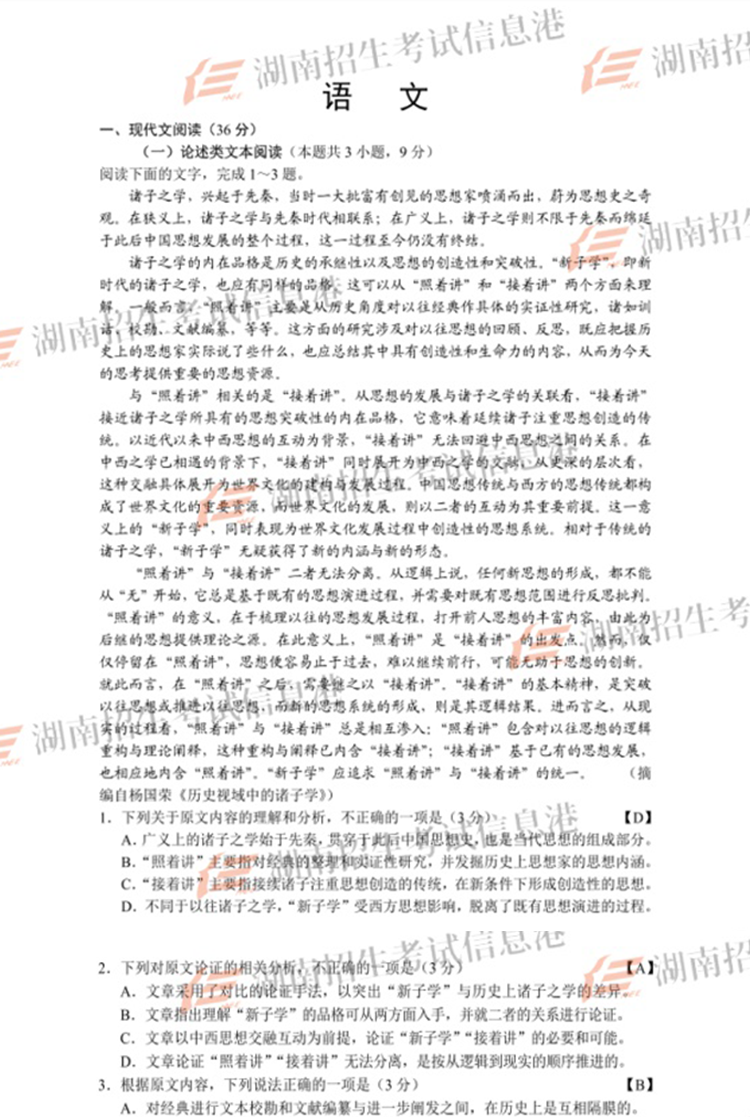 湖南招生考试信息港
湖南招
语 文
一、现代文阅读（36 分）
（一）论述类文本阅读（本题共 3 小题，9 分）
阅读下面的文字，完成 1～3 题。
诸子之学，兴起于先秦，当时一大批富有创见的思想家喷涌而出，蔚为思想史之奇
观。在狭义上，诸子之学与先秦时代相联系；在广义上，诸子之学则不限于先秦而绵延
于此后中国思想发展的整个过程，这一过程至今仍没有终结。
诸子之学的内在品格是历史的承继性以及思想的创造性和突破性。“新子学”，即新
时代的诸子之学，也应有同样的品格。这可以从“照着讲”和“接着讲”两个方面来理
解。一般而言，“照着讲”主要是从历史角度对以往经典作具体的实证性研究，诸如训
诂、校勘、文献编纂，等等。这方面的研究涉及对以往思想的回顾、反思，既应把握历
史上的思想家实际说了些什么，也应总结其中具有创造性和生命力的内容，从而为今天
的思考提供重要的思想资源。
与“照着讲”相关的是“接着讲”。从思想的发展与诸子之学的关联看，“接着讲”
接近诸子之学所具有的思想突破性的内在品格，它意味着延续诸子注重思想创造的传
统。以近代以来中西思想的互动为背景，“接着讲”无法回避中西思想之间的关系。在
中西之学已相遇的背景下，“接着讲”同时展开为中西之学的交融，从更深的层次看，
这种交融具体展开为世界文化的建构与发展过程。中国思想传统与西方的思想传统都构
成了世界文化的重要资源，而世界文化的发展，则以二者的互动为其重要前提。这一意
义上的“新子学”，同时表现为世界文化发展过程中创造性的思想系统。相对于传统的
诸子之学，“新子学”无疑获得了新的内涵与新的形态。
“照着讲”与“接着讲”二者无法分离。从逻辑上说，任何新思想的形成，都不能
从“无”开始，它总是基于既有的思想演进过程，并需要对既有思想范围进行反思批判。
“照着讲”的意义，在于梳理以往的思想发展过程，打开前人思想的丰富内容，由此为
后继的思想提供理论之源。在此意义上，“照着讲”是“接着讲”的出发点。然而，仅
仅停留在“照着讲”，思想便容易止于过去，难以继续前行，可能无助于思想的创新。
就此而言，在“照着讲”之后，需要继之以“接着讲”。“接着讲”的基本精神，是突破
以往思想或推进以往思想，而新的思想系统的形成，则是其逻辑结果。进而言之，从现
实的过程看，“照着讲”与“接着讲”总是相互渗入：“照着讲”包含对以往思想的逻辑
重构与理论阐释，这种重构与阐释已内含“接着讲”；“接着讲”基于已有的思想发展，
也相应地内含“照着讲”。“新子学”应追求“照着讲”与“接着讲”的统一。 （摘
编自杨国荣《历史视域中的诸子学》）
1．下列关于原文内容的理解和分析，不正确的一项是（3 分） 【D】
A．广义上的诸子之学始于先秦，贯穿于此后中国思想史，也是当代思想的组成部分。
B．“照着讲”主要指对经典的整理和实证性研究，并发掘历史上思想家的思想内涵。
C．“接着讲”主要指接续诸子注重思想创造的传统，在新条件下形成创造性的思想。
D．不同于以往诸子之学，“新子学”受西方思想影响，脱离了既有思想演进的过程。
2．下列对原文论证的相关分析，不正确的一项是（3 分） 【A】
A．文章采用了对比的论证手法，以突出“新子学”与历史上诸子之学的差异。
B．文章指出理解“新子学”的品格可从两方面入手，并就二者的关系进行论证。
C．文章以中西思想交融互动为前提，论证“新子学”“接着讲”的必要和可能。
D．文章论证“照着讲”“接着讲”无法分离，是按从逻辑到现实的顺序推进的。
3．根据原文内容，下列说法正确的一项是（3 分） 【B】
A．对经典进行文本校勘和文献编纂与进一步阐发之间，在历史上是互相隔膜的。